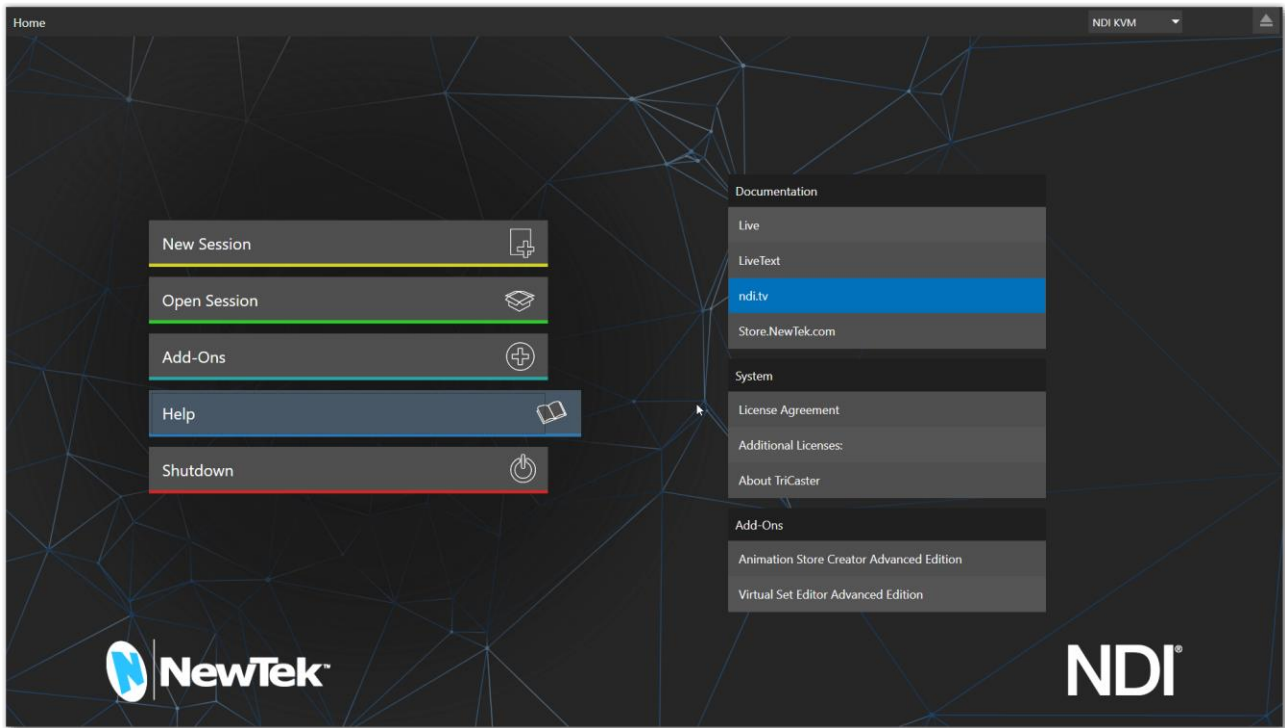 Home
NDI KVM
New Session
Open Session
Add-Ons
Help
Shutdown
Documentation
Live
LiveText
ndi.tv
Store.NewTek.com
System
License Agreement
Additional Licenses:
About TriCaster
Add-Ons
Animation Store Creator Advanced Edition
Virtual Set Editor Advanced Edition
N NewTek™
NDI®